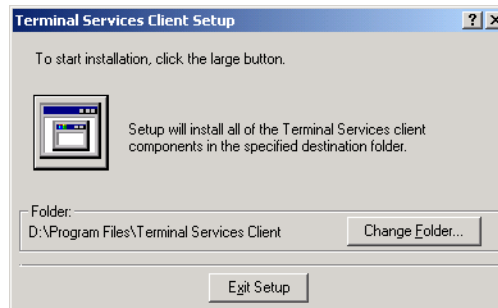 Terminal Services Client Setup
To start installation, click the large button.
Setup will install all of the Terminal Services client
components in the specified destination folder.
Folder:
D:\Program Files\Terminal Services Client
Change Folder...
Exit Setup